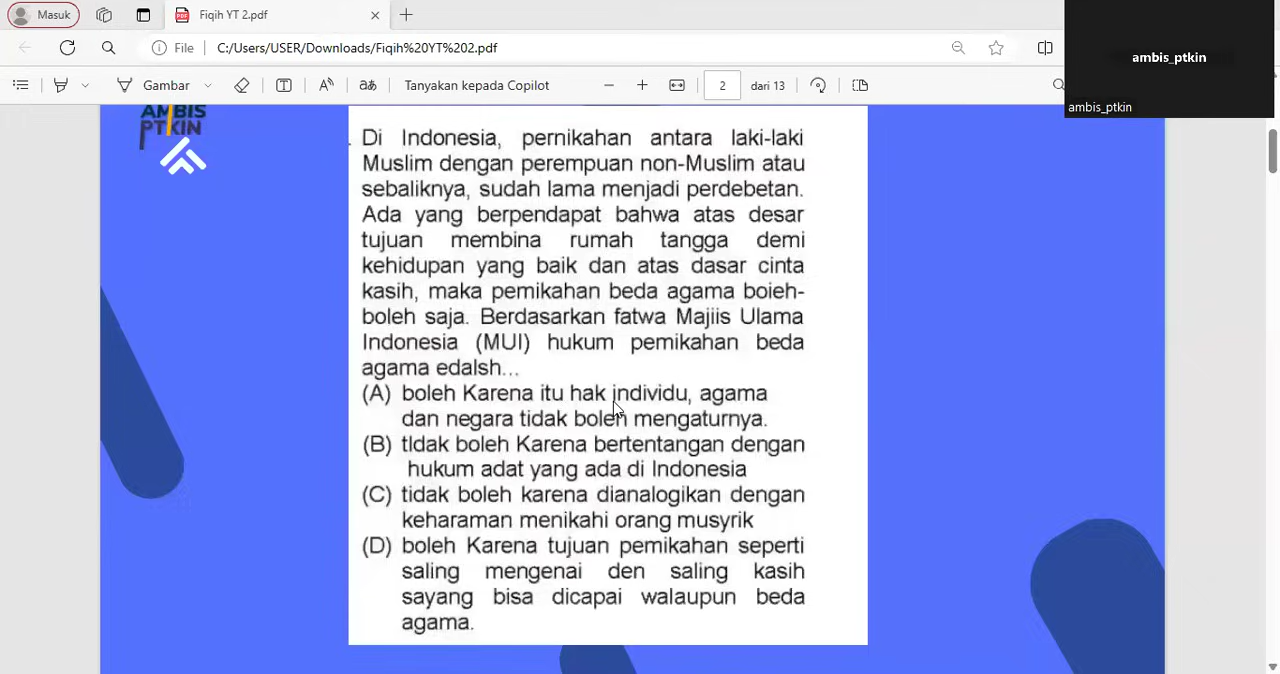 Masuk
Fiqih YT 2.pdf
File
C:/Users/USER/Downloads/Fiqih%20YT%202.pdf
Gambar
Tanyakan kepada Copilot
2
dari 13
ambis_ptkin
ambis_ptkin
AMBIS
PTKIN
Di Indonesia, pernikahan antara laki-laki
Muslim dengan perempuan non-Muslim atau
sebaliknya, sudah lama menjadi perdebatan.
Ada yang berpendapat bahwa atas desar
tujuan membina rumah tangga demi
kehidupan yang baik dan atas dasar cinta
kasih, maka pemikahan beda agama boieh-
boleh saja. Berdasarkan fatwa Majiis Ulama
Indonesia (MUI) hukum pemikahan beda
agama edalsh...
(A) boleh Karena itu hak individu, agama
dan negara tidak bolen mengaturnya.
(B) tIdak boleh Karena bertentangan dengan
hukum adat yang ada di Indonesia
(C) tidak boleh karena dianalogikan dengan
keharaman menikahi orang musyrik
(D) boleh Karena tujuan pemikahan seperti
saling mengenai den saling kasih
sayang bisa dicapai walaupun beda
agama.